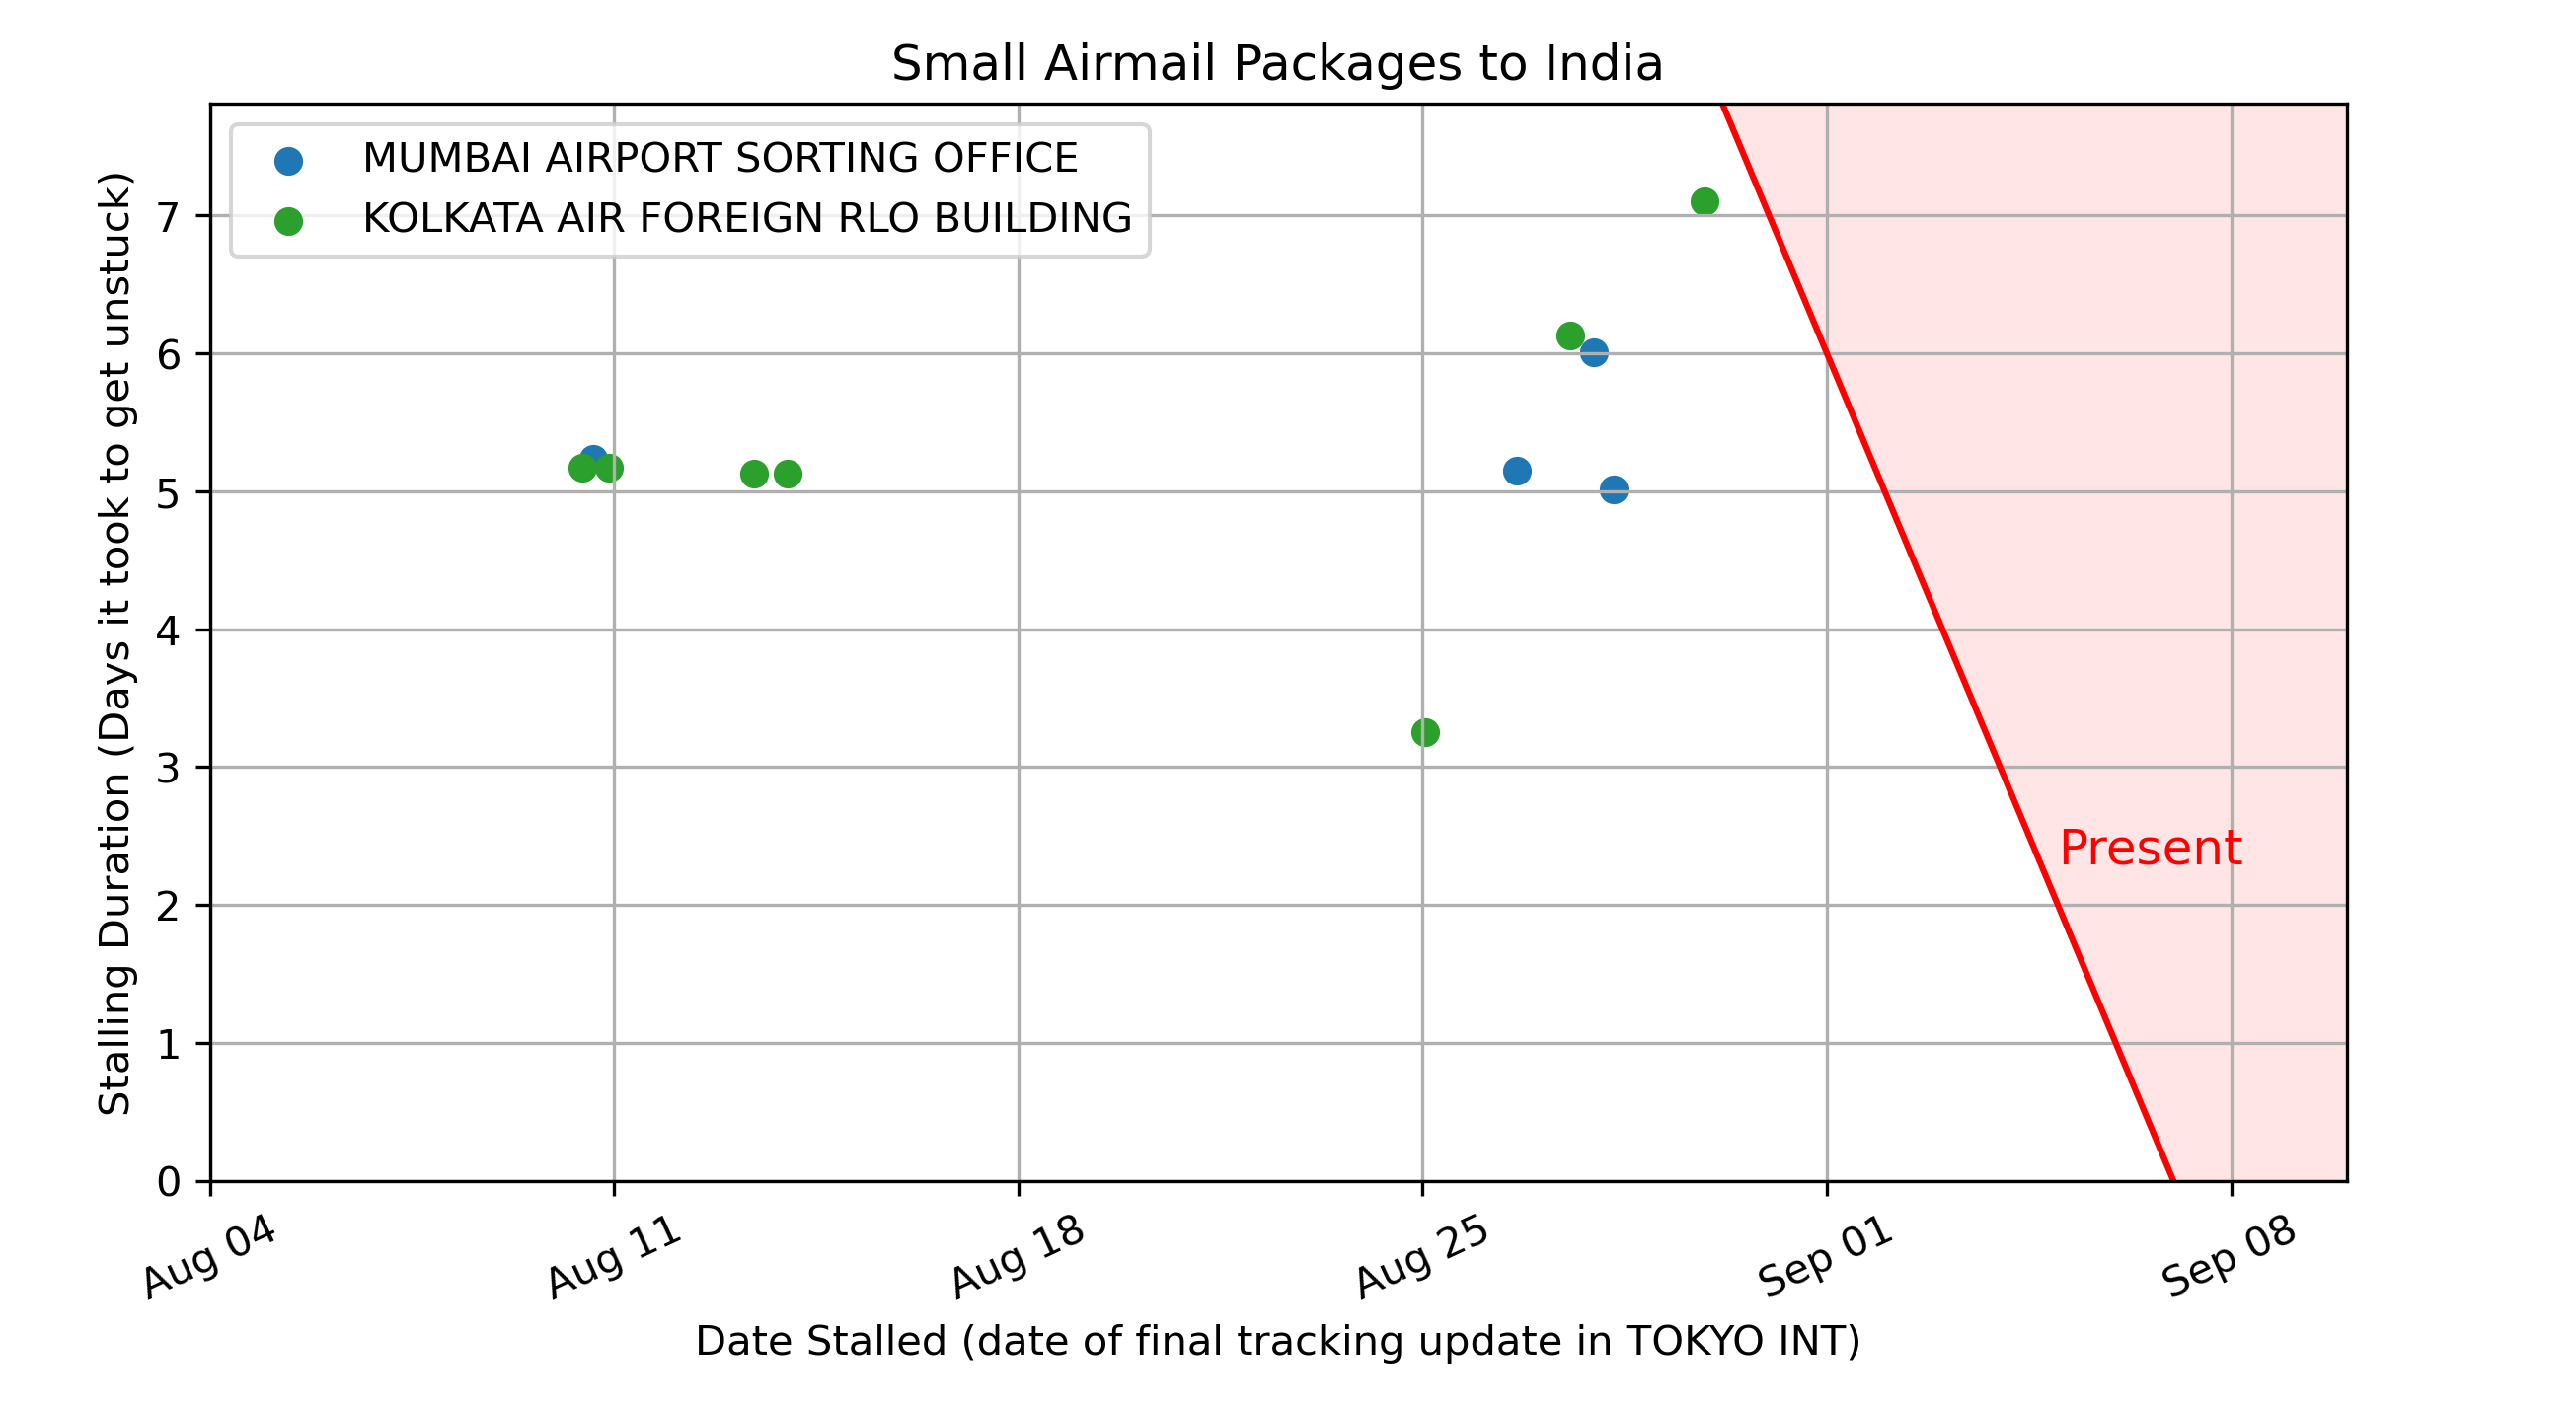 Small Airmail Packages to India
MUMBAI AIRPORT SORTING OFFICE
KOLKATA AIR FOREIGN RLO BUILDING
Stalling Duration (Days it took to get unstuck)
7
6
5
4
3
2
1
0
Present
Aug 04
Aug 11
Aug 18
Aug 25
Sep 01
Sep 08
Date Stalled (date of final tracking update in TOKYO INT)